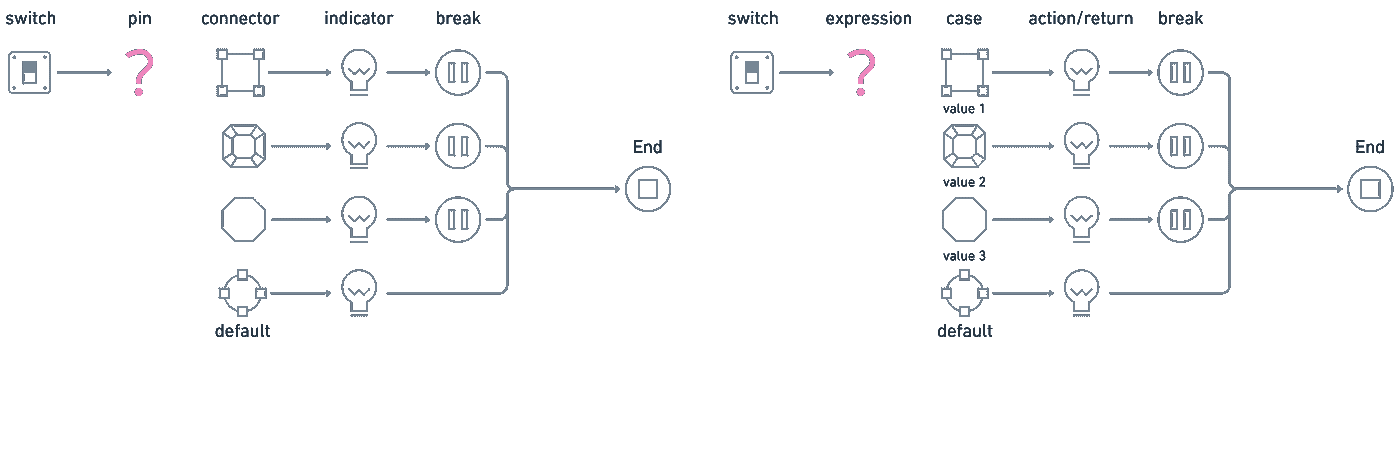 switch pin connector indicator break
End
default
switch expression case action/return break
value 1
value 2
End
value 3
default